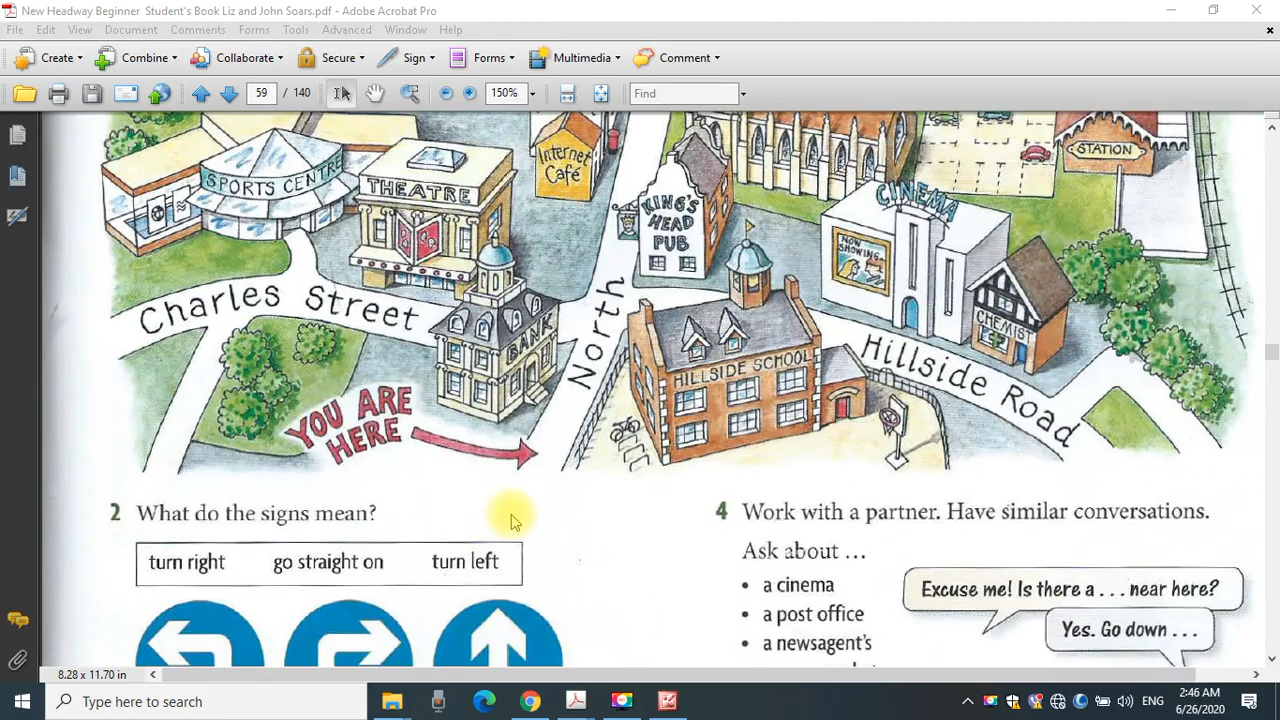 New Headway Beginner Student's Book Liz and John Soars.pdf - Adobe Acrobat Pro
File Edit View Document Comments Forms Tools Advanced Window Help
Create Combine Collaborate Secure Sign Forms Multimedia Comment
59 / 140 150% Find
Internet
Café
STATION
SPORTS CENTRE
THEATRE
KING'S
HEAD
PUB
CINEMA
NOW
SHOWING
Charles Street
BANK
North
CHEMIST
HILLSIDE SCHOOL
Hillside Road
YOU ARE
HERE
2 What do the signs mean?
turn right go straight on turn left
4 Work with a partner. Have similar conversations.
Ask about ...
• a cinema
• a post office
• a newsagent's
Excuse me! Is there a ... near here?
Yes. Go down ...
8.28 x 11.70 in
Type here to search
ENG
2:46 AM
6/26/2020